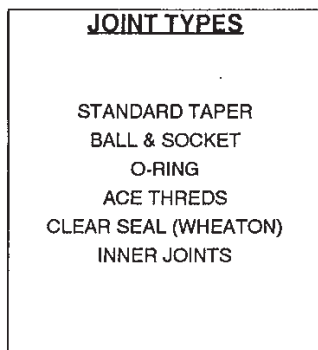 JOINT TYPES
STANDARD TAPER
BALL & SOCKET
O-RING
ACE THREDS
CLEAR SEAL (WHEATON)
INNER JOINTS